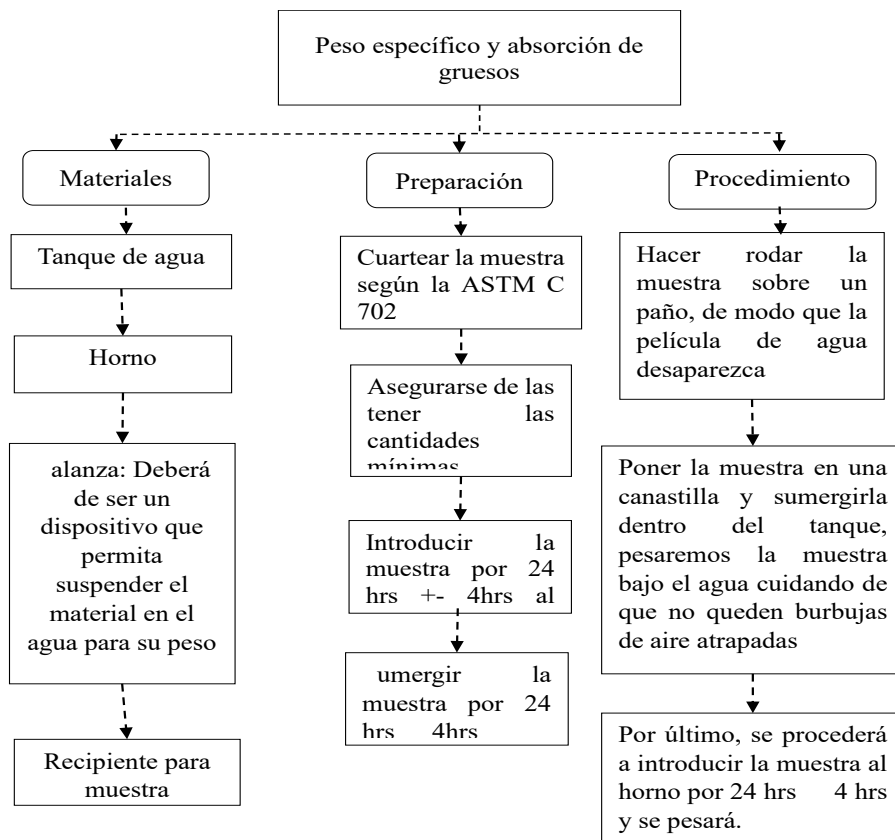 Peso específico y absorción de
gruesos
Materiales
Tanque de agua
Horno
alanza: Deberá
de ser un
dispositivo que
permita
suspender el
material en el
agua para su peso
Recipiente para
muestra
Preparación
Cuartear la muestra
según la ASTM C
702
Asegurarse de las
tener las
cantidades
mínimas
Introducir la
muestra por 24
hrs +- 4hrs al
umergir la
muestra por 24
hrs 4hrs
Procedimiento
Hacer rodar la
muestra sobre un
paño, de modo que la
película de agua
desaparezca
Poner la muestra en una
canastilla y sumergirla
dentro del tanque,
pesaremos la muestra
bajo el agua cuidando de
que no queden burbujas
de aire atrapadas
Por último, se procederá
a introducir la muestra al
horno por 24 hrs 4 hrs
y se pesará.